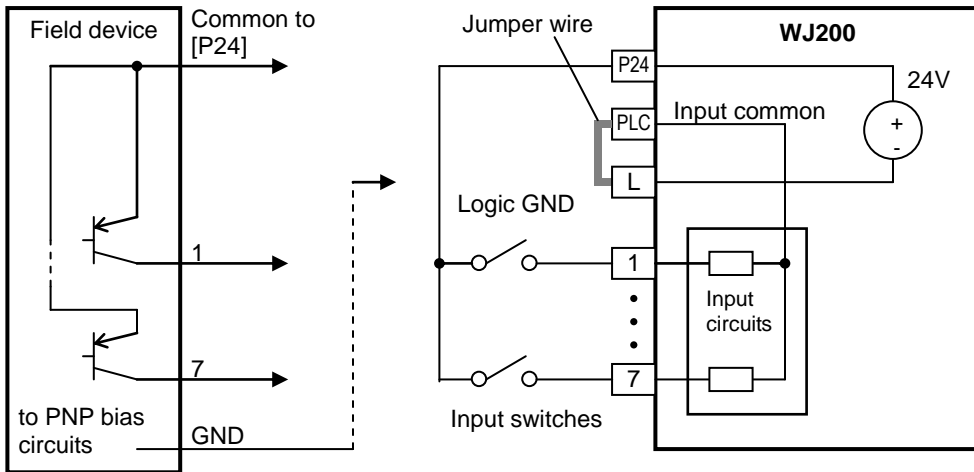 Field device
Common to
[P24]
1
7
to PNP bias
circuits
GND
Jumper wire
WJ200
P24
24V
PLC
Input common
+
-
L
Logic GND
1
Input
circuits
7
Input switches